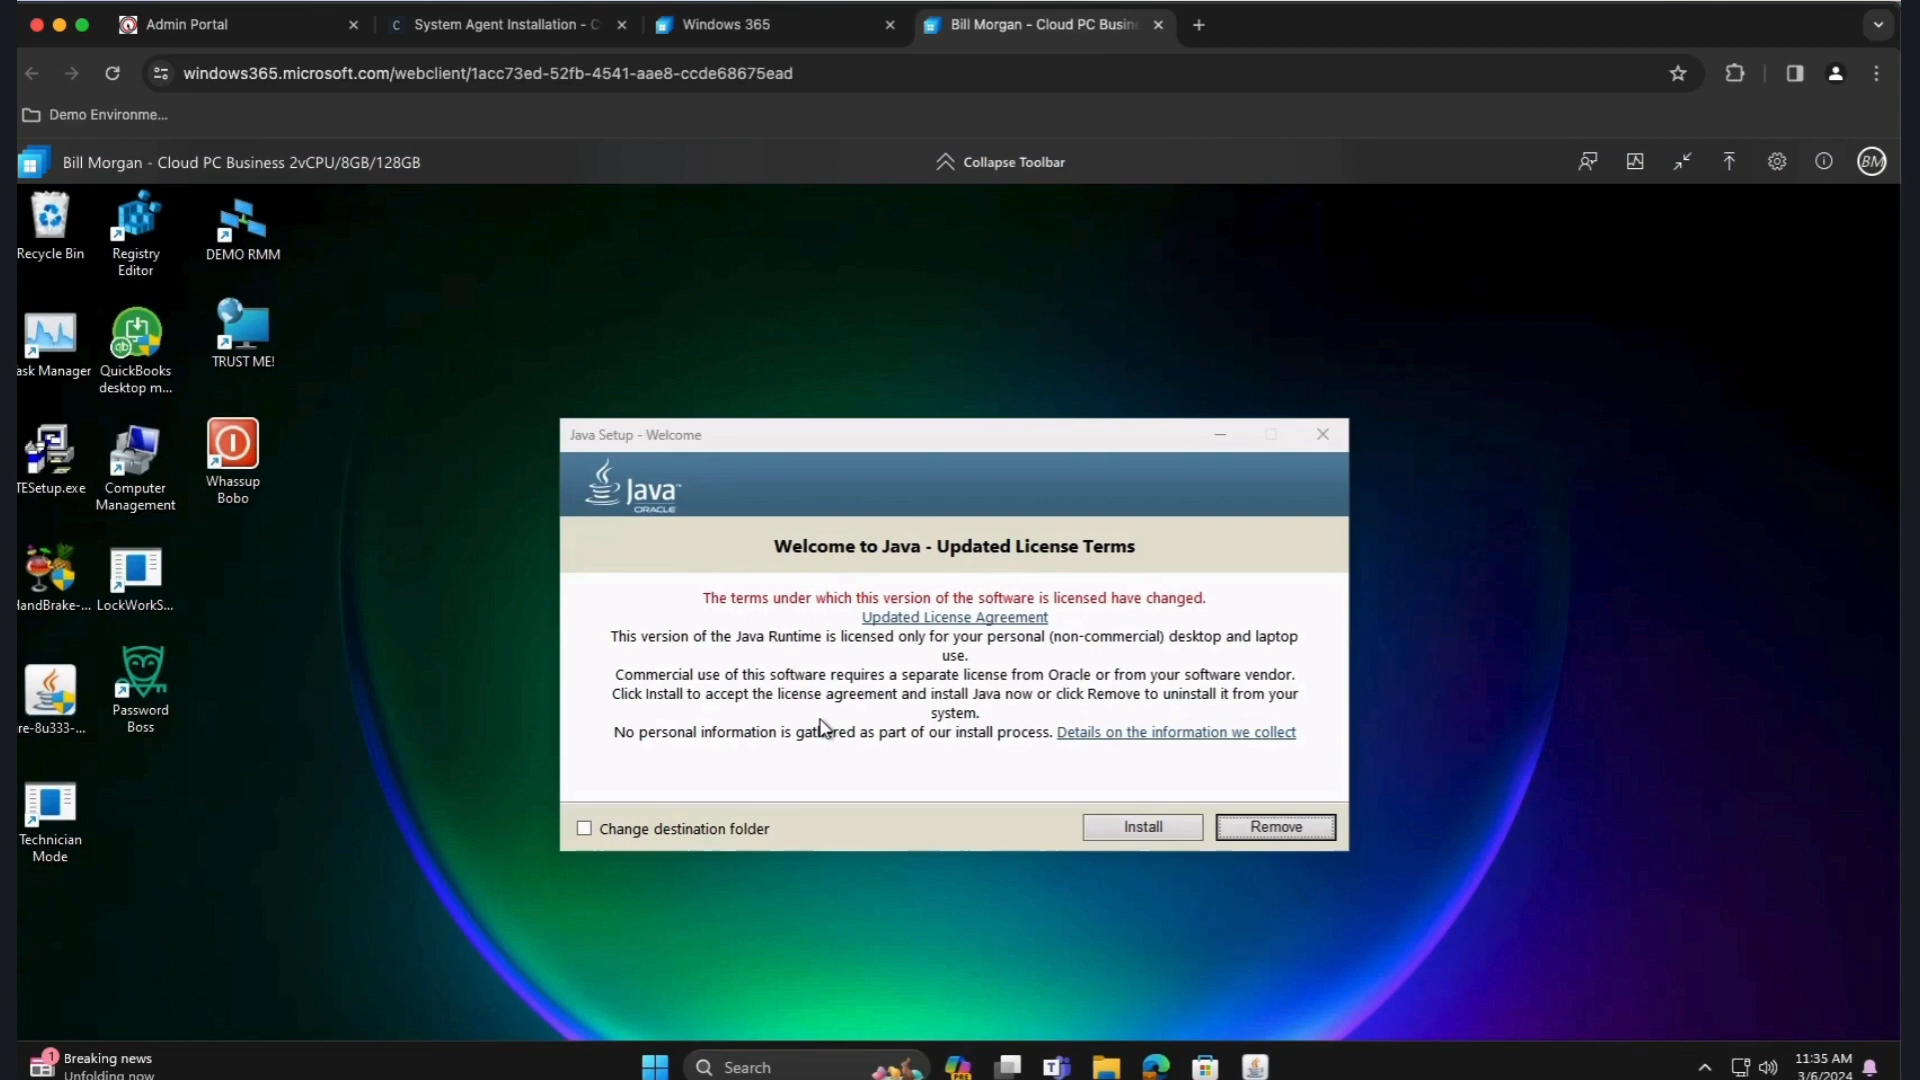 Admin Portal
System Agent Installation - C
Windows 365
Bill Morgan - Cloud PC Busin
windows365.microsoft.com/webclient/1acc73ed-52fb-4541-aae8-ccde68675ead
Demo Environme...
Bill Morgan - Cloud PC Business 2vCPU/8GB/128GB
Collapse Toolbar
BM
Recycle Bin
Registry
Editor
DEMO RMM
ask Manager
QuickBooks
desktop m...
TRUST ME!
qb
TESetup.exe
Computer
Management
Whassup
Bobo
HandBrake-...
LockWorkS...
re-8u333-...
Password
Boss
Technician
Mode
Java Setup - Welcome
Java
ORACLE
Welcome to Java - Updated License Terms
The terms under which this version of the software is licensed have changed.
Updated License Agreement
This version of the Java Runtime is licensed only for your personal (non-commercial) desktop and laptop
use.
Commercial use of this software requires a separate license from Oracle or from your software vendor.
Click Install to accept the license agreement and install Java now or click Remove to uninstall it from your
system.
No personal information is gathered as part of our install process. Details on the information we collect
Change destination folder
Install
Remove
1
Breaking news
Unfolding now
Search
PRE
11:35 AM
3/6/2024